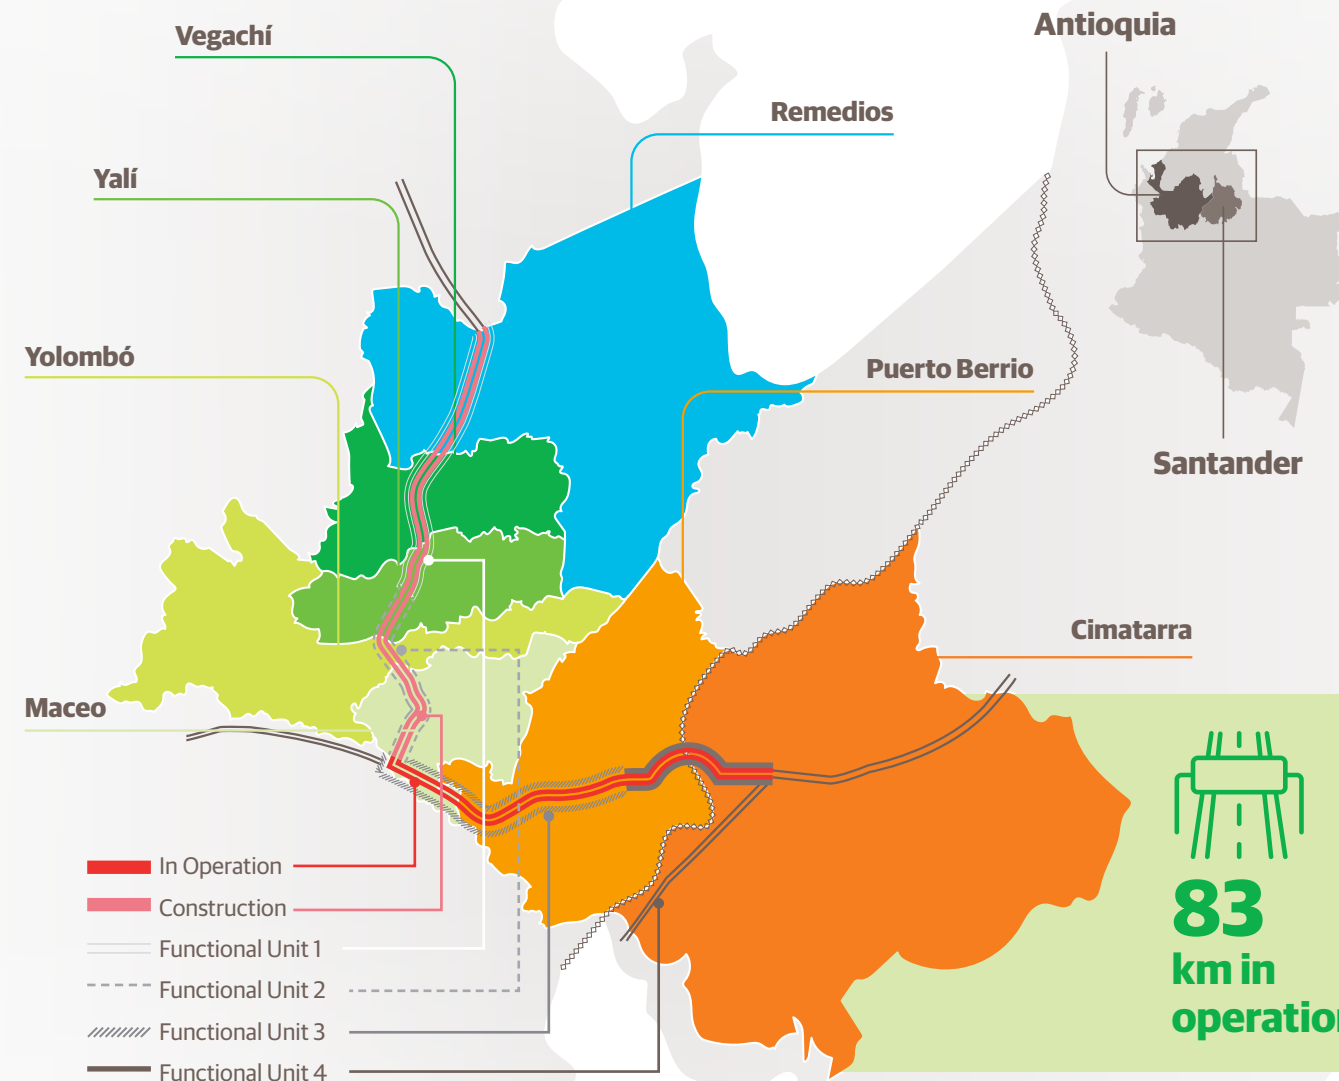 Antioquia
Vegachí
Remedios
Yalí
Yolombó
Puerto Berrio
Santander
Cimatarra
Maceo
In Operation
Construction
Functional Unit 1
Functional Unit 2
Functional Unit 3
Functional Unit 4
83
km in
operation